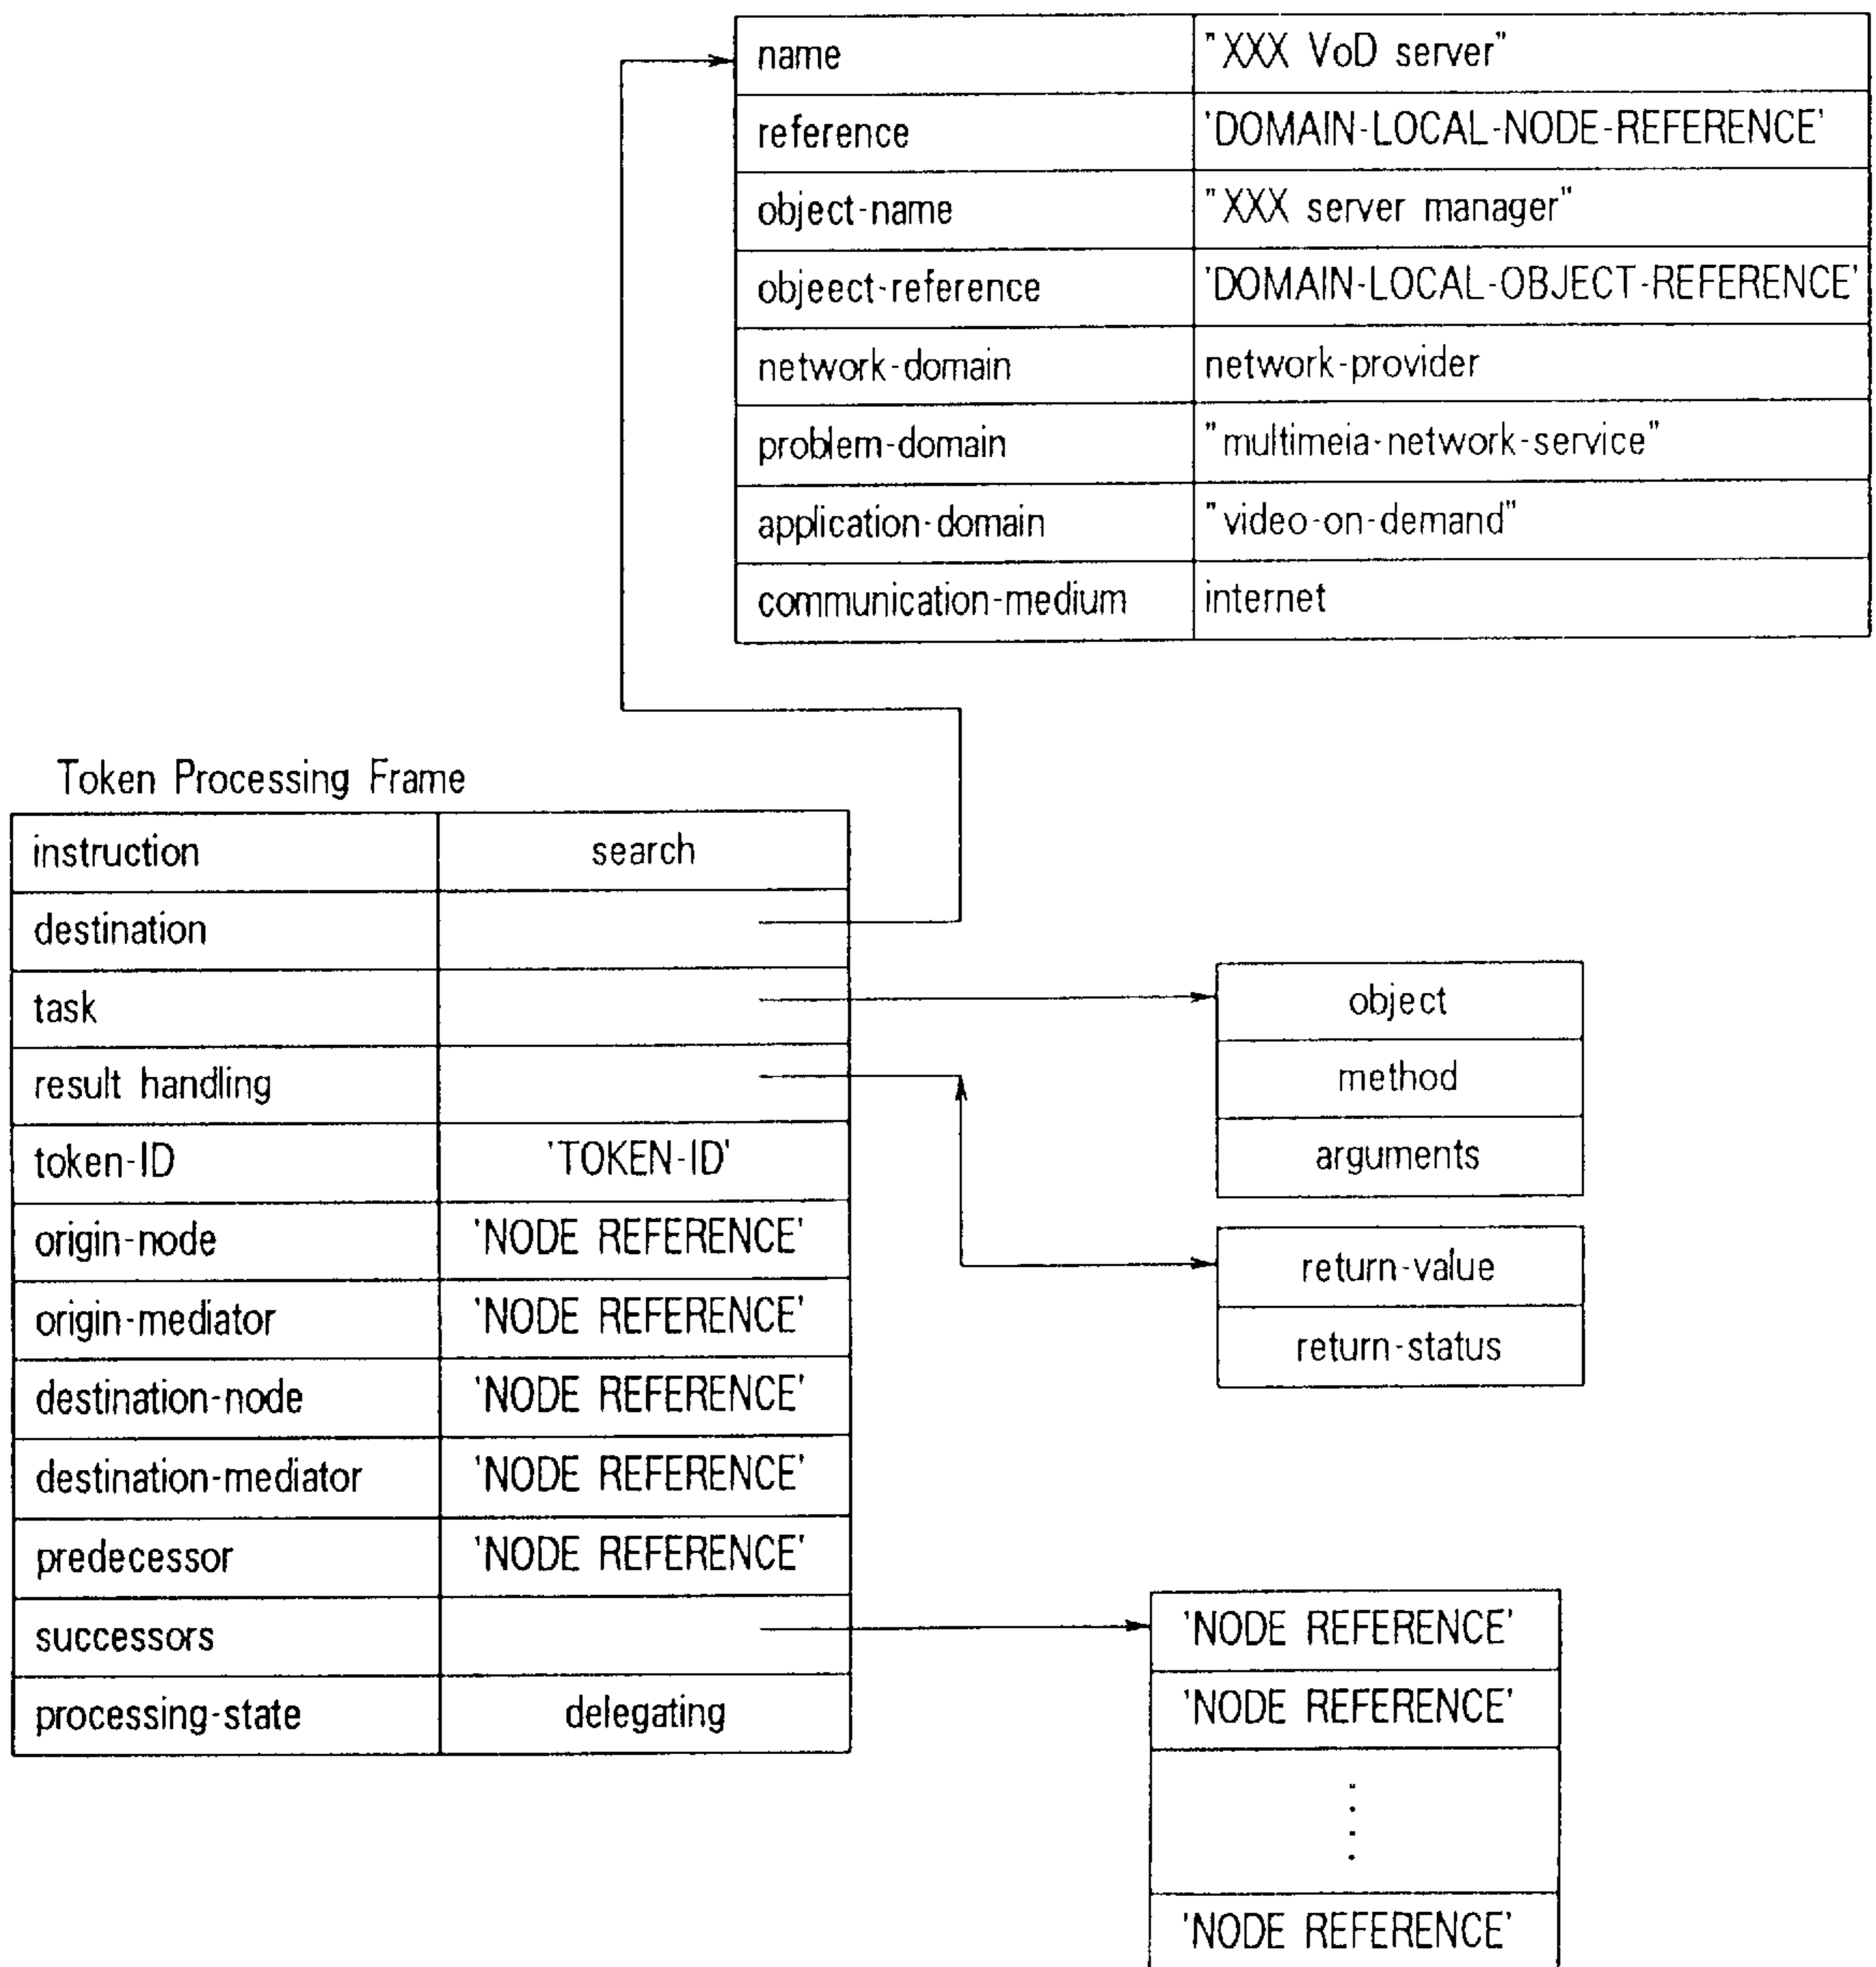 name "XXX VoD server"
reference 'DOMAIN-LOCAL-NODE-REFERENCE'
object-name "XXX server manager"
objeect-reference 'DOMAIN-LOCAL-OBJECT-REFERENCE'
network-domain network-provider
problem-domain "multimeia-network-service"
application-domain "video-on-demand"
communication-medium internet
Token Processing Frame
instruction search
destination
task
result handling
token-ID 'TOKEN-ID'
origin-node 'NODE REFERENCE'
origin-mediator 'NODE REFERENCE'
destination-node 'NODE REFERENCE'
destination-mediator 'NODE REFERENCE'
predecessor 'NODE REFERENCE'
successors
processing-state delegating
object
method
arguments
return-value
return-status
'NODE REFERENCE'
'NODE REFERENCE'
'NODE REFERENCE'